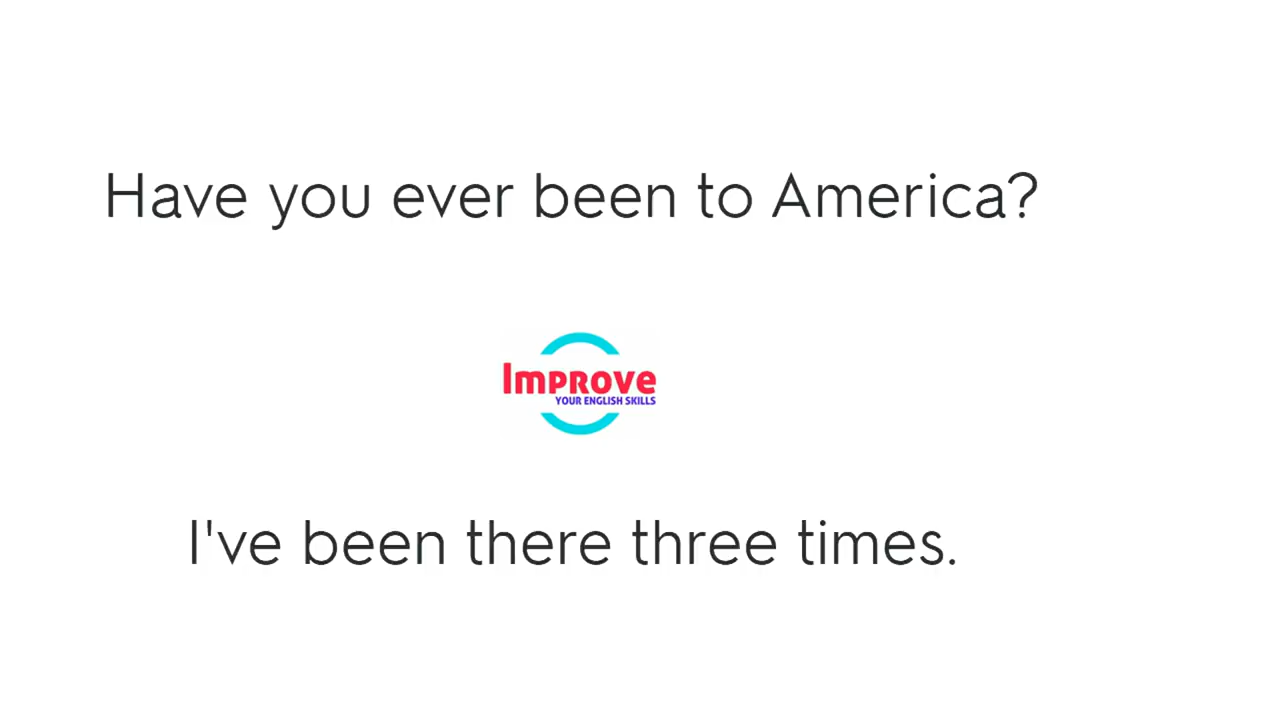 Have you ever been to America?
Improve
YOUR ENGLISH SKILLS
I've been there three times.